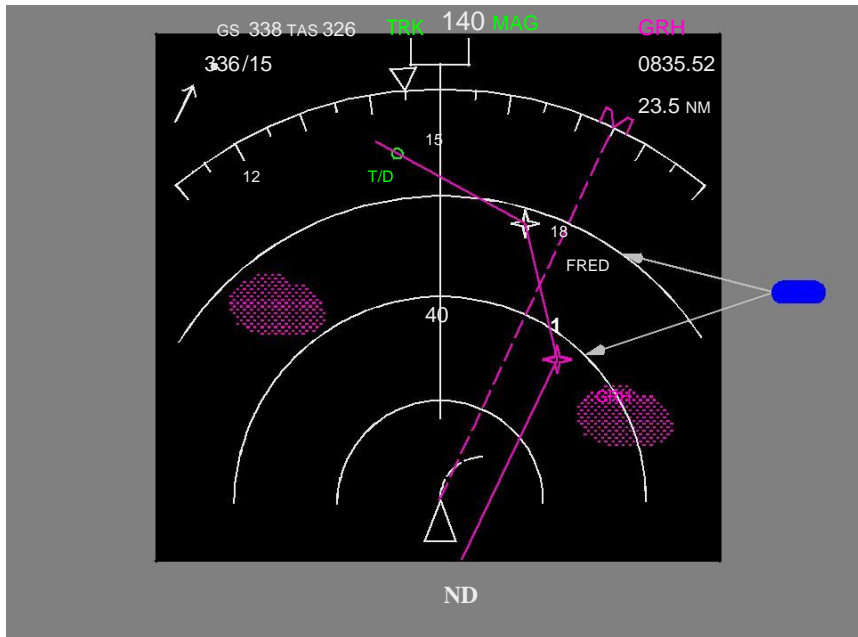 GS 338 TAS 326 TRK 140 MAG GRH
336/15 0835.52
23.5 NM
15
12
T/D
18
FRED
40
1
GRH
ND